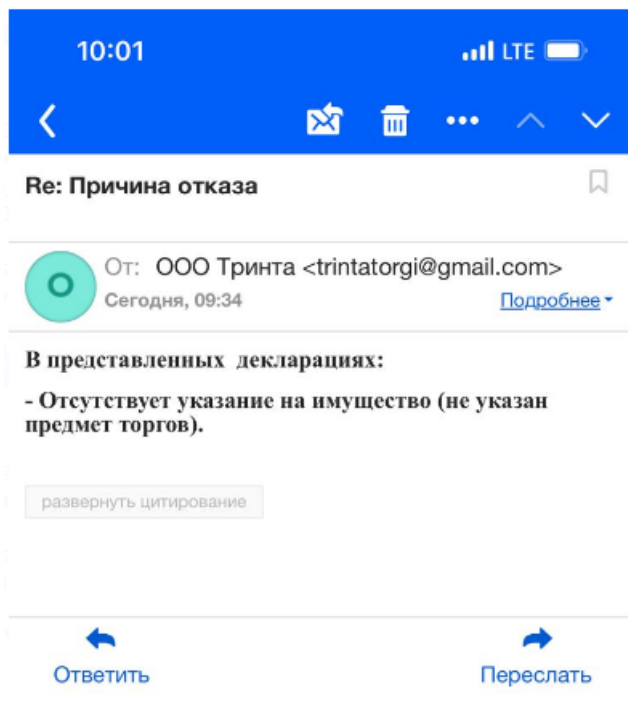 10:01
LTE
Re: Причина отказа
О
От: ООО Тринта <trintatorgi@gmail.com>
Сегодня, 09:34
Подробнее
В представленных декларациях:
- Отсутствует указание на имущество (не указан
предмет торгов).
развернуть цитирование
Ответить
Переслать